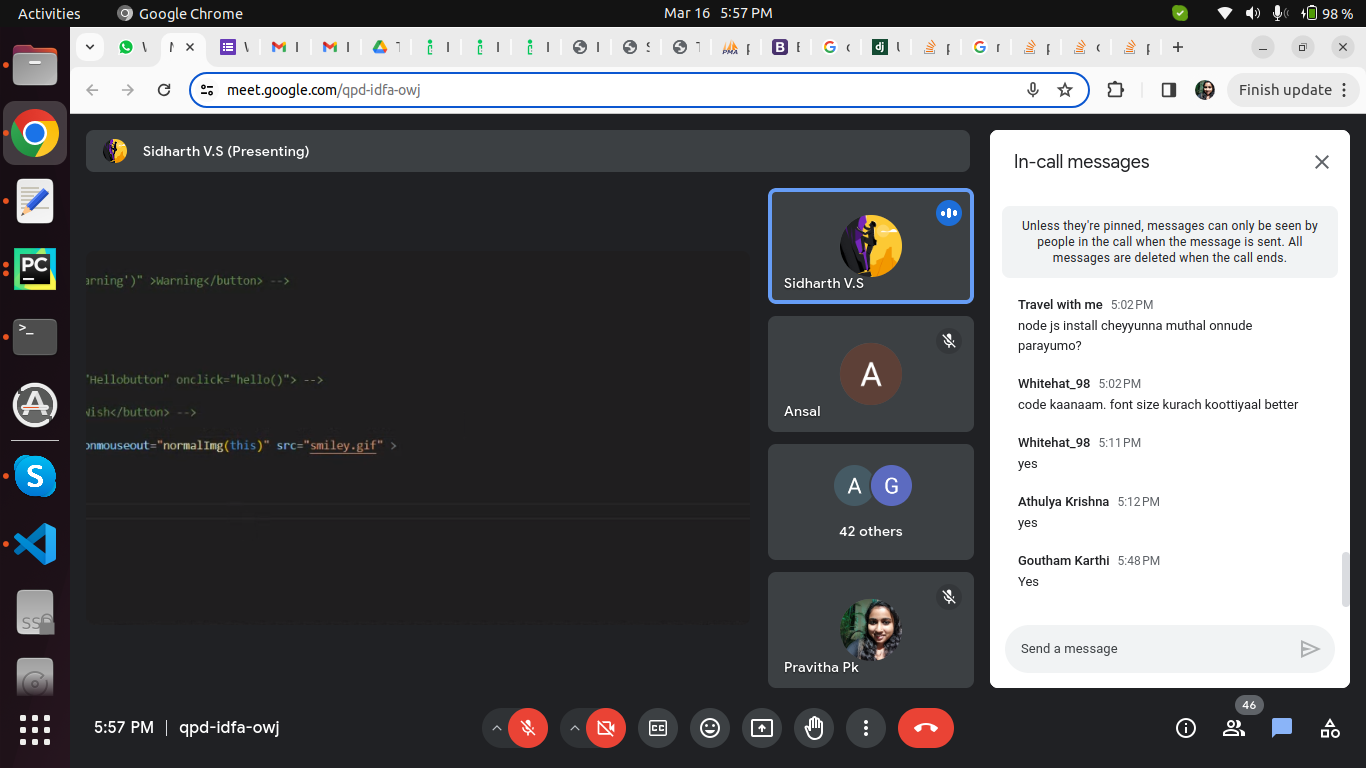 Activities
Google Chrome
Mar 16 5:57 PM
98 %
meet.google.com/qpd-idfa-owj
Finish update
Sidharth V.S (Presenting)
arning')" >Warning</button> -->
"Hellobutton" onclick="hello()"> -->
Wish</button> -->
onmouseout="normalImg(this)" src="smiley.gif" >
Sidharth V.S
A
Ansal
A G
42 others
Pravitha Pk
In-call messages
Unless they're pinned, messages can only be seen by
people in the call when the message is sent. All
messages are deleted when the call ends.
Travel with me 5:02 PM
node js install cheyyunna muthal onnude
parayumo?
Whitehat_98 5:02 PM
code kaanaam. font size kurach koottiyaal better
Whitehat_98 5:11 PM
yes
Athulya Krishna 5:12 PM
yes
Goutham Karthi 5:48 PM
Yes
Send a message
5:57 PM | qpd-idfa-owj
46